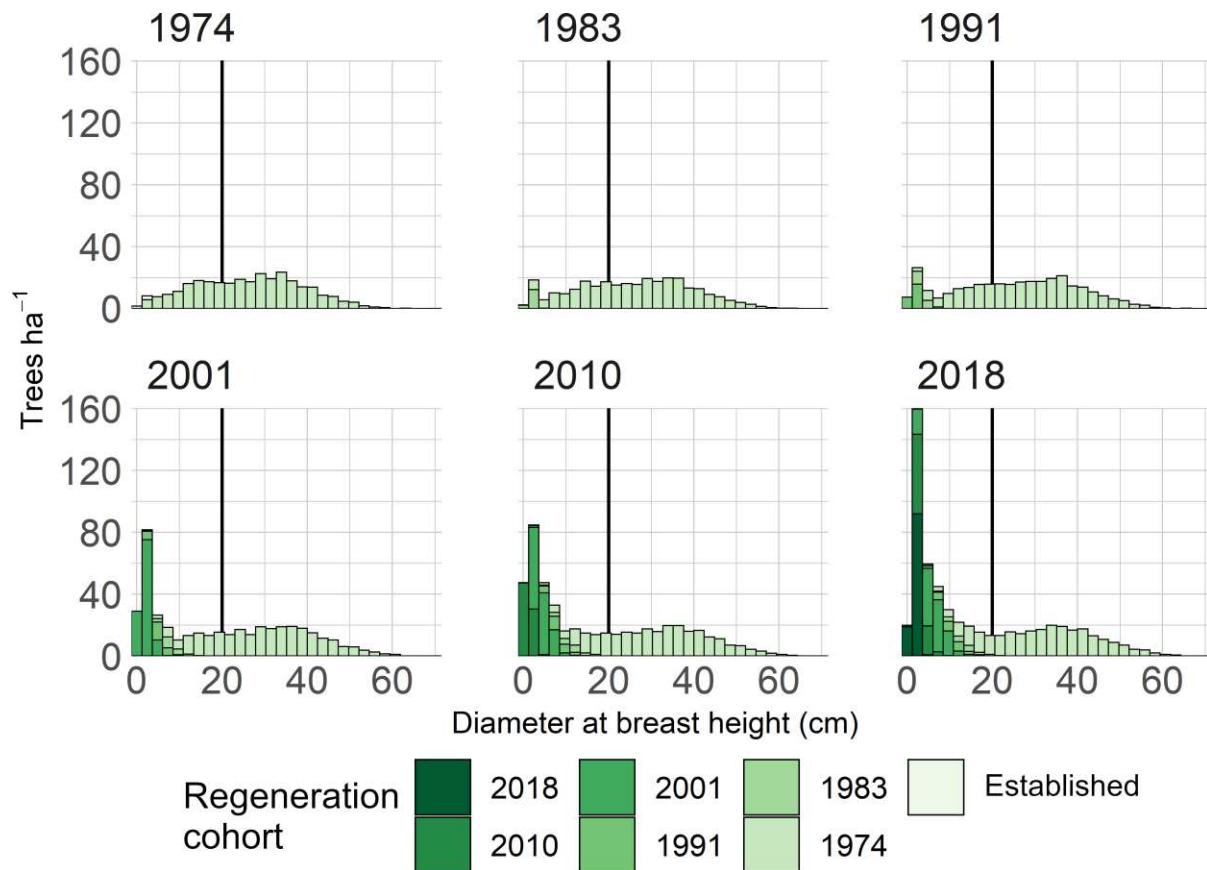 1974 1983 1991
160
120
80
40
0
2001 2010 2018
160
120
80
40
0
0 20 40 60 0 20 40 60 0 20 40 60
Trees ha⁻¹
Diameter at breast height (cm)
Regeneration
cohort
2018 2001 1983 Established
2010 1991 1974